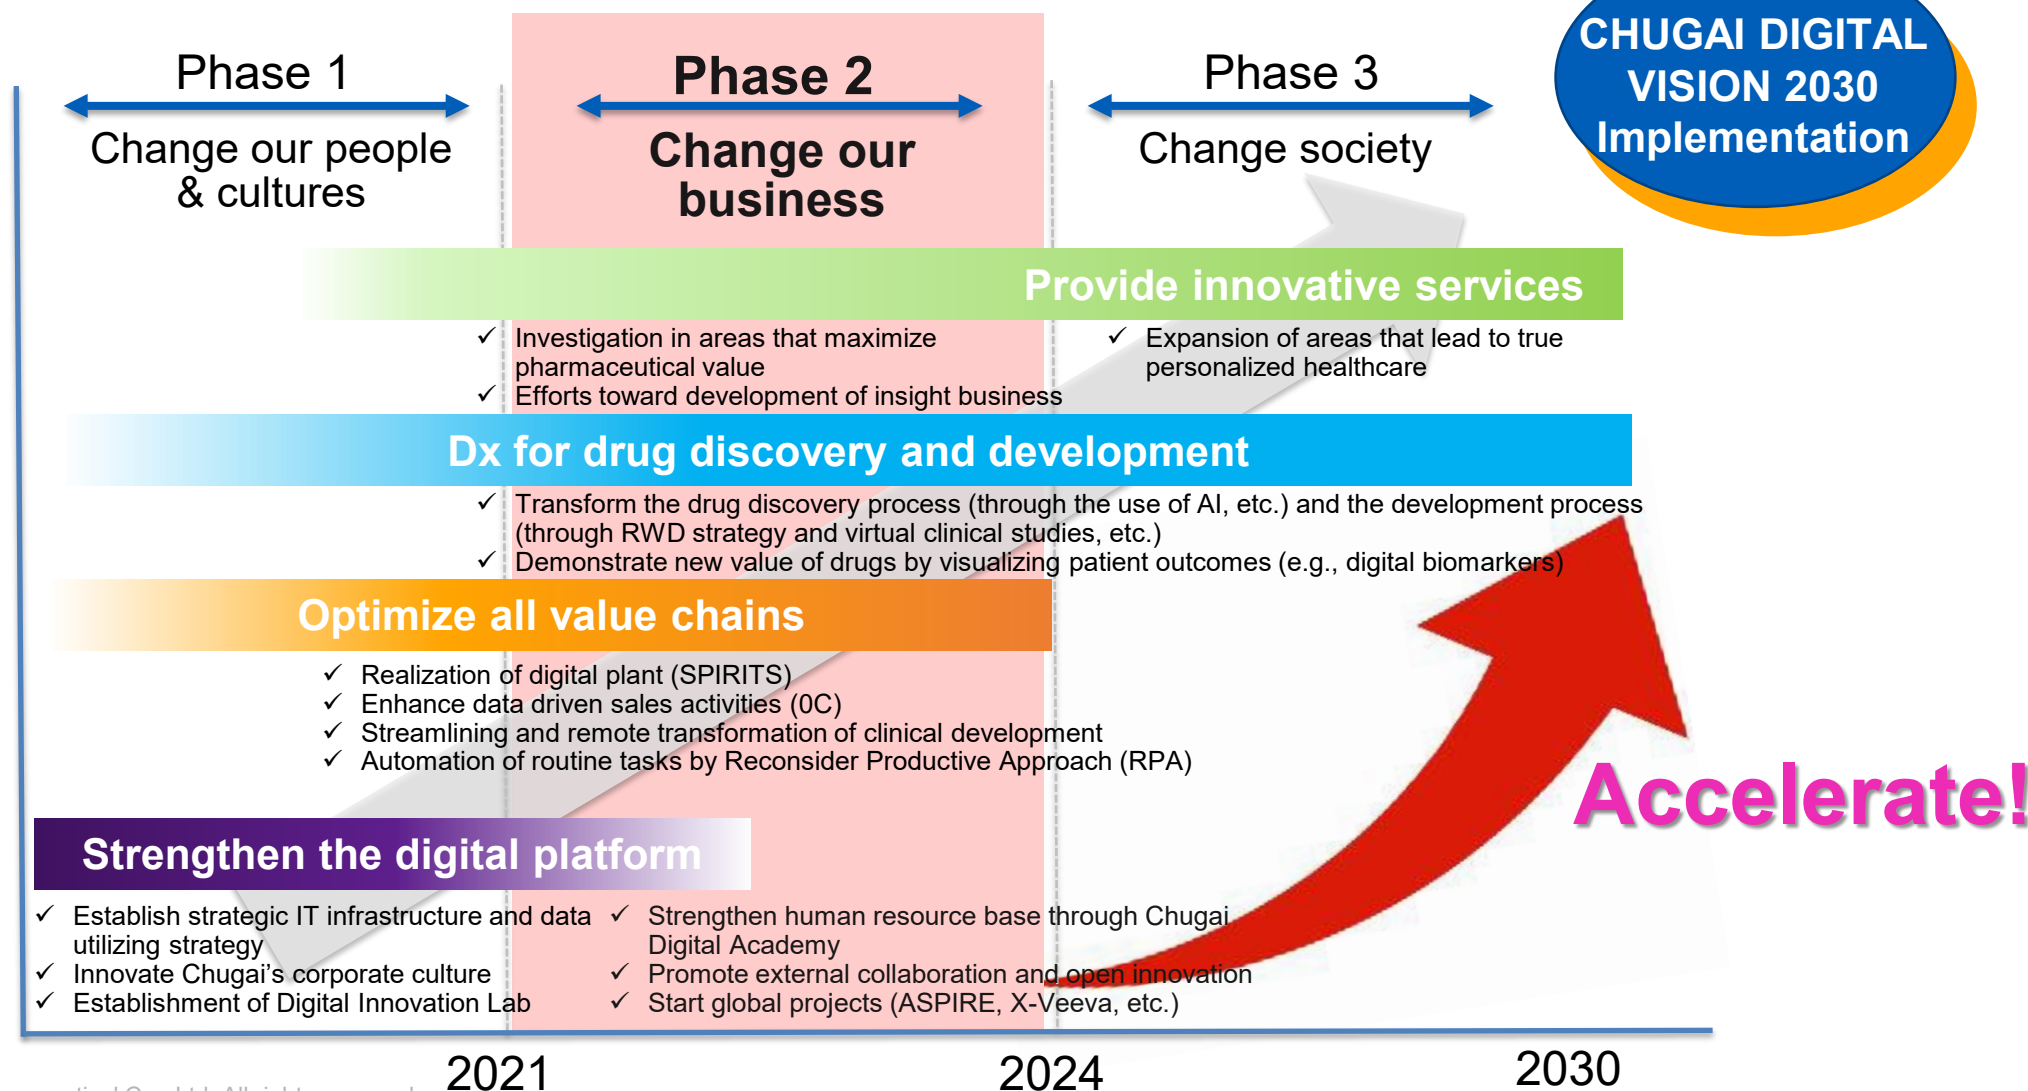 CHUGAI DIGITAL
VISION 2030
Implementation
Phase 1
Change our people
& cultures
Phase 2
Change our
business
Phase 3
Change society
Provide innovative services
✓ Investigation in areas that maximize
pharmaceutical value
✓ Efforts toward development of insight business
✓ Expansion of areas that lead to true
personalized healthcare
Dx for drug discovery and development
✓ Transform the drug discovery process (through the use of AI, etc.) and the development process
(through RWD strategy and virtual clinical studies, etc.)
✓ Demonstrate new value of drugs by visualizing patient outcomes (e.g., digital biomarkers)
Optimize all value chains
✓ Realization of digital plant (SPIRITS)
✓ Enhance data driven sales activities (0C)
✓ Streamlining and remote transformation of clinical development
✓ Automation of routine tasks by Reconsider Productive Approach (RPA)
Accelerate!
Strengthen the digital platform
✓ Establish strategic IT infrastructure and data
utilizing strategy
✓ Innovate Chugai’s corporate culture
✓ Establishment of Digital Innovation Lab
✓ Strengthen human resource base through Chugai
Digital Academy
✓ Promote external collaboration and open innovation
✓ Start global projects (ASPIRE, X-Veeva, etc.)
2021
2024
2030